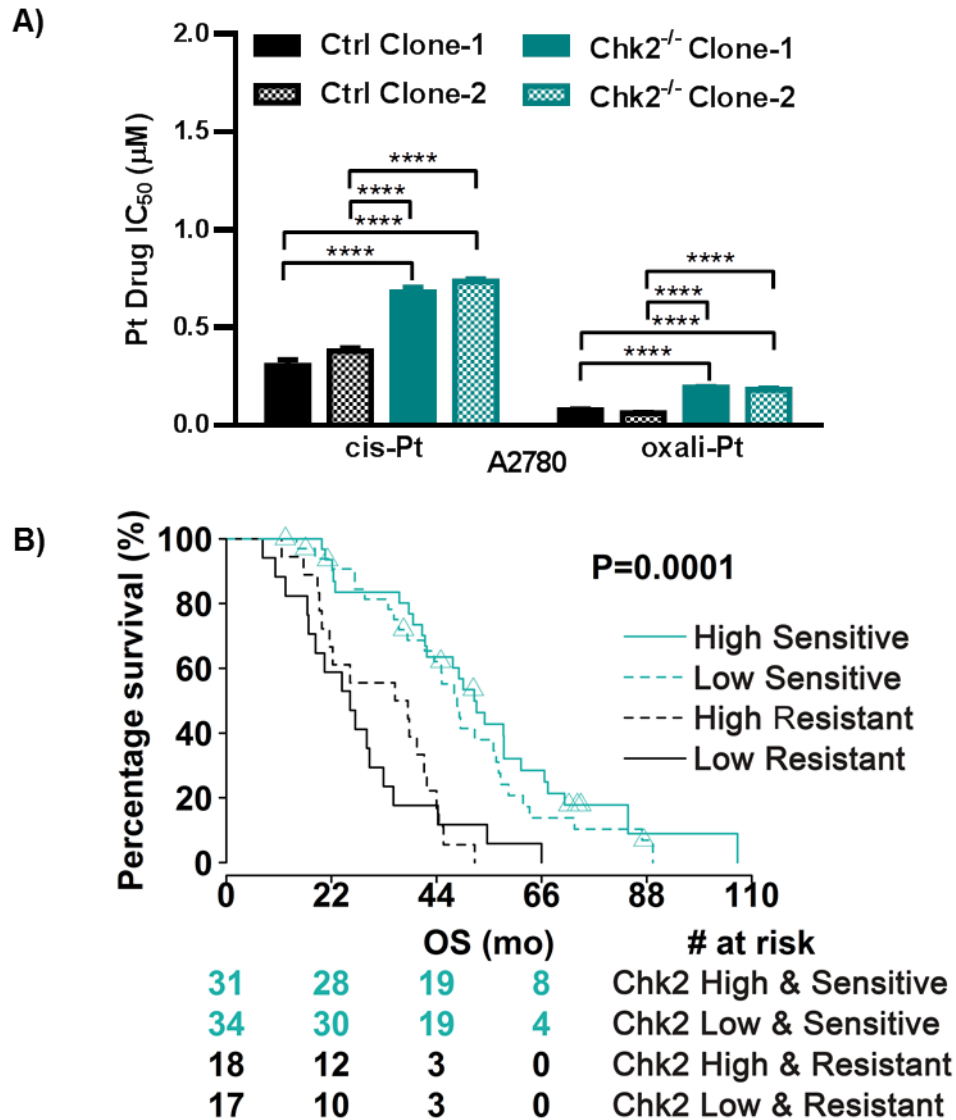 A)
Pt Drug IC50 (μM)
2.0
1.5
1.0
0.5
0.0
Ctrl Clone-1
Chk2-/- Clone-1
Ctrl Clone-2
Chk2-/- Clone-2
****
****
****
****
****
****
****
****
cis-Pt
oxali-Pt
A2780
B)
Percentage survival (%)
100
80
60
40
20
0
P=0.0001
High Sensitive
Low Sensitive
High Resistant
Low Resistant
0 22 44 66 88 110
OS (mo) # at risk
31 28 19 8 Chk2 High & Sensitive
34 30 19 4 Chk2 Low & Sensitive
18 12 3 0 Chk2 High & Resistant
17 10 3 0 Chk2 Low & Resistant